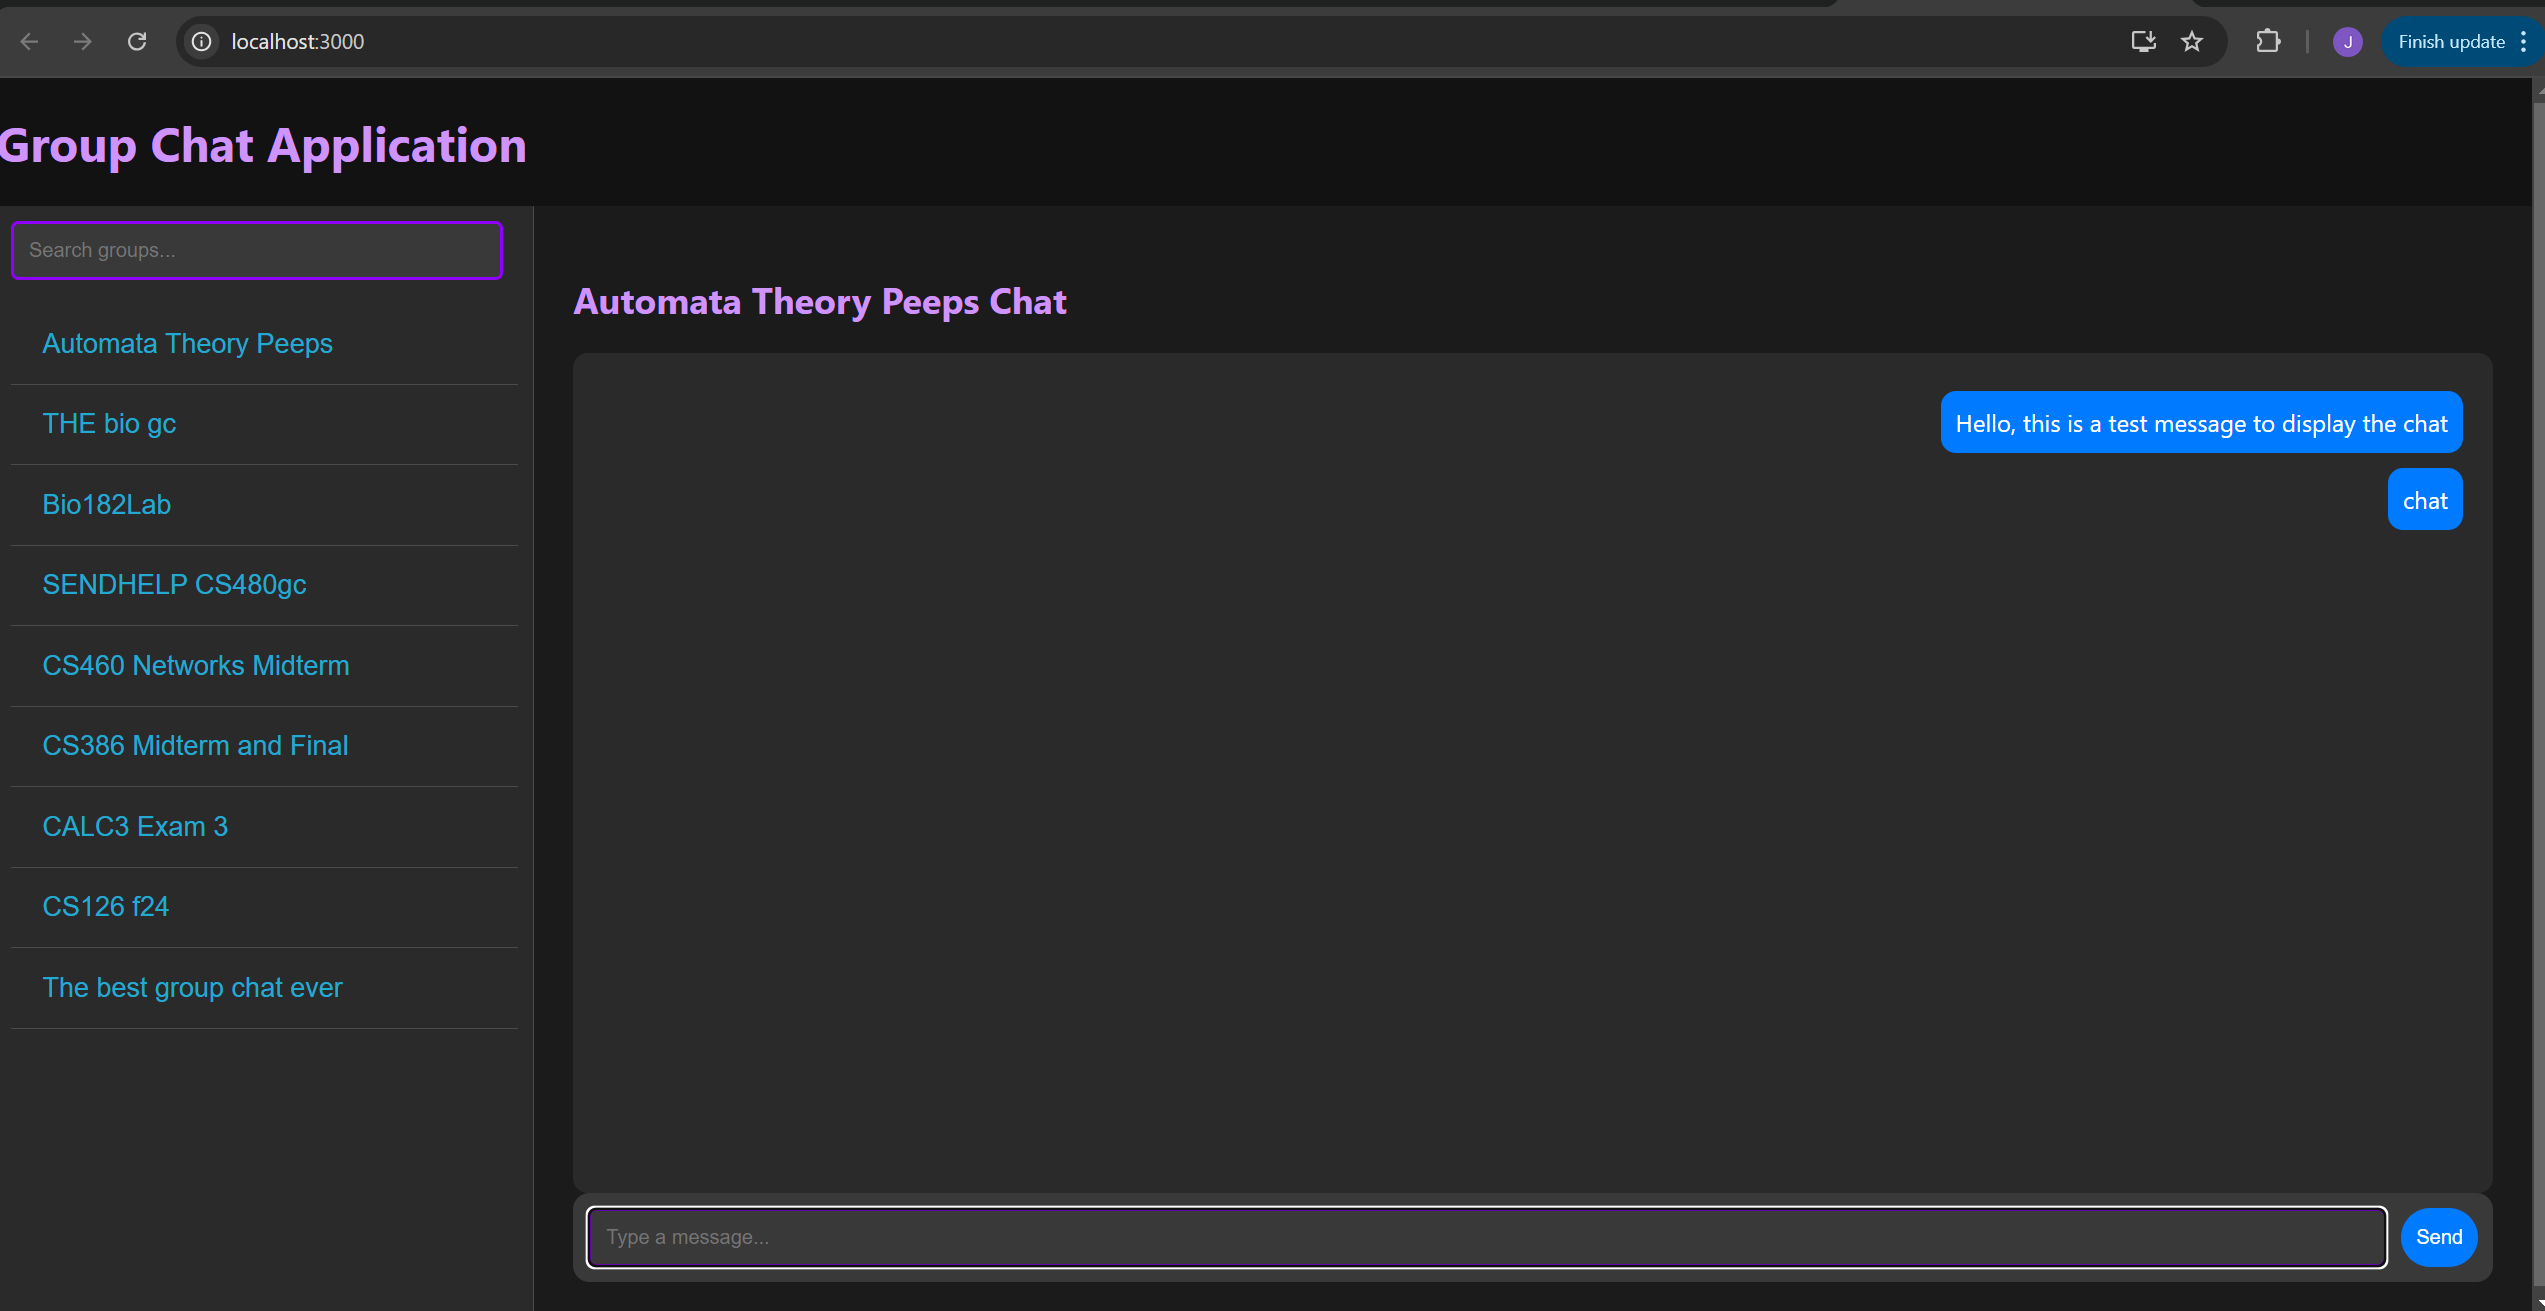 localhost:3000
J
Finish update
Group Chat Application
Search groups...
Automata Theory Peeps
THE bio gc
Bio182Lab
SENDHELP CS480gc
CS460 Networks Midterm
CS386 Midterm and Final
CALC3 Exam 3
CS126 f24
The best group chat ever
Automata Theory Peeps Chat
Hello, this is a test message to display the chat
chat
Type a message...
Send